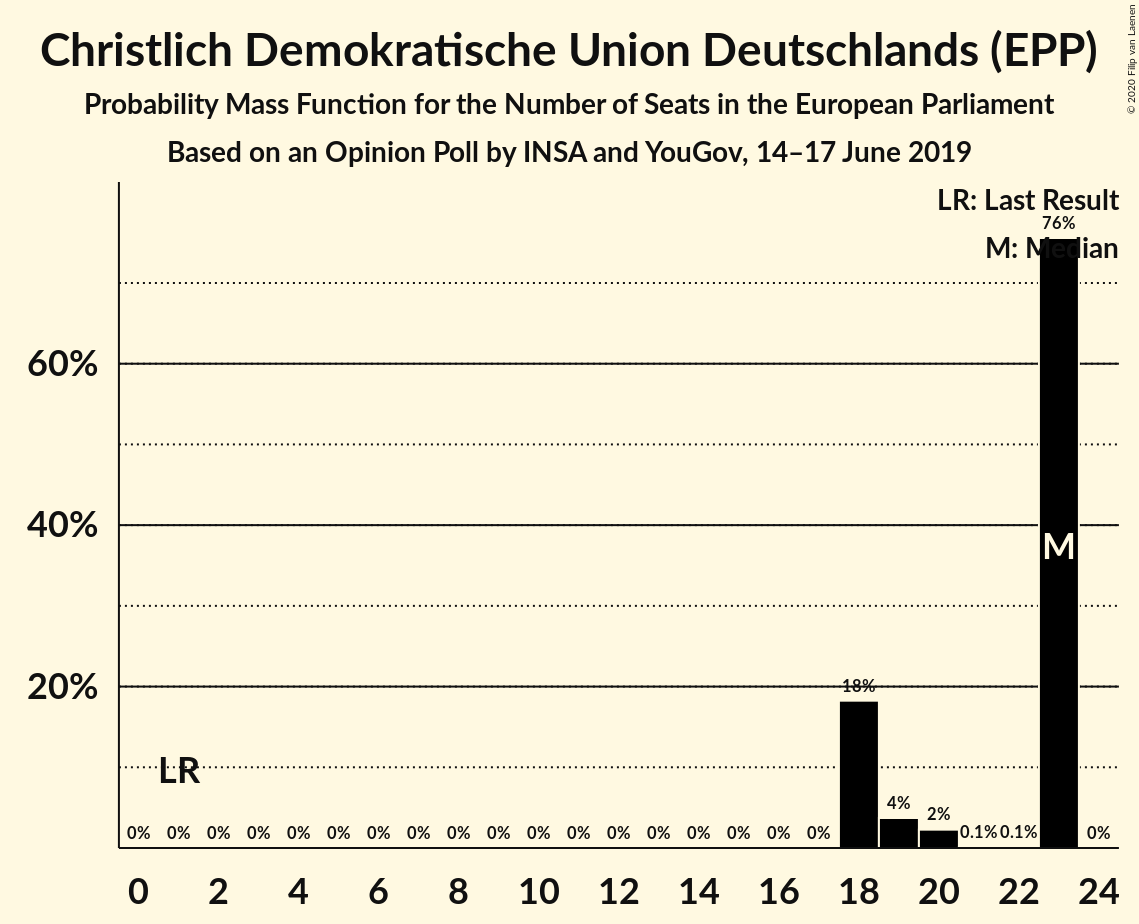 Christlich Demokratische Union Deutschlands (EPP)
Probability Mass Function for the Number of Seats in the European Parliament
Based on an Opinion Poll by INSA and YouGov, 14–17 June 2019
© 2020 Filip van Laenen
LR: Last Result
M: Median
76%
60%
40%
M
20%
18%
LR
4%
2%
0% 0% 0% 0% 0% 0% 0% 0% 0% 0% 0% 0% 0% 0% 0% 0% 0% 0% 0.1% 0.1% 0%
0 2 4 6 8 10 12 14 16 18 20 22 24